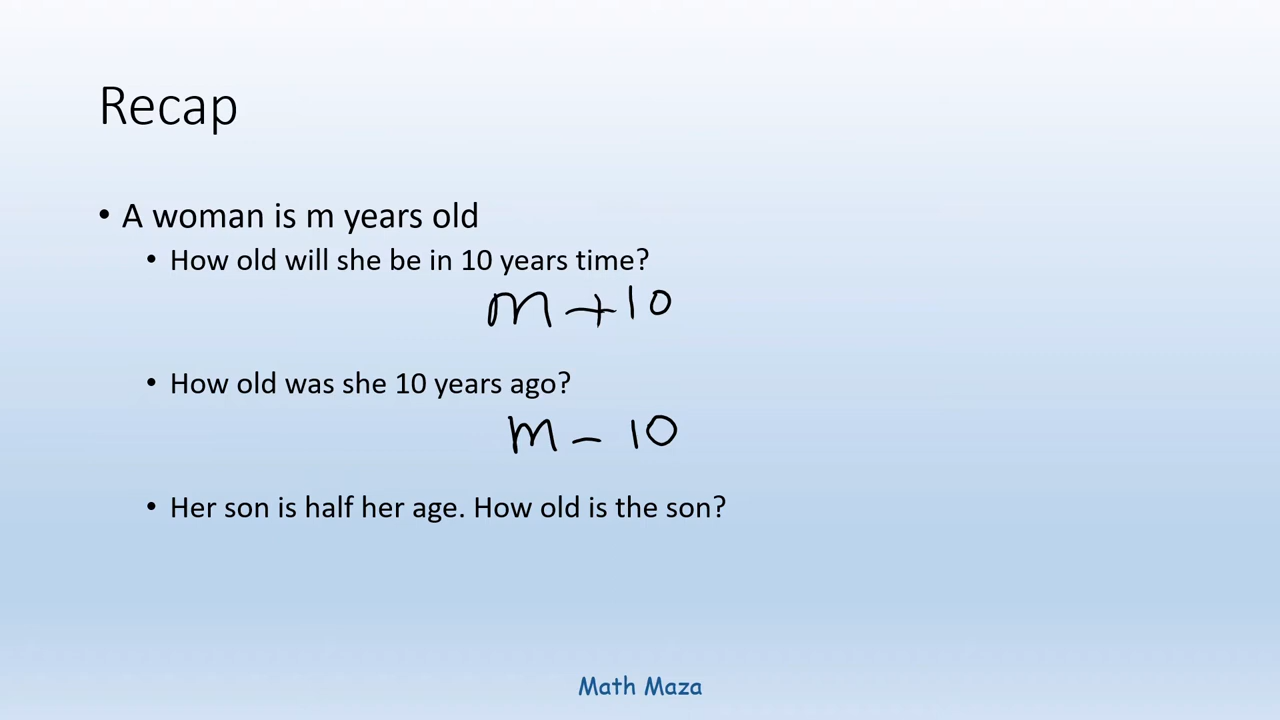 Recap
• A woman is m years old
• How old will she be in 10 years time?
m + 10
• How old was she 10 years ago?
m - 10
• Her son is half her age. How old is the son?
Math Maza